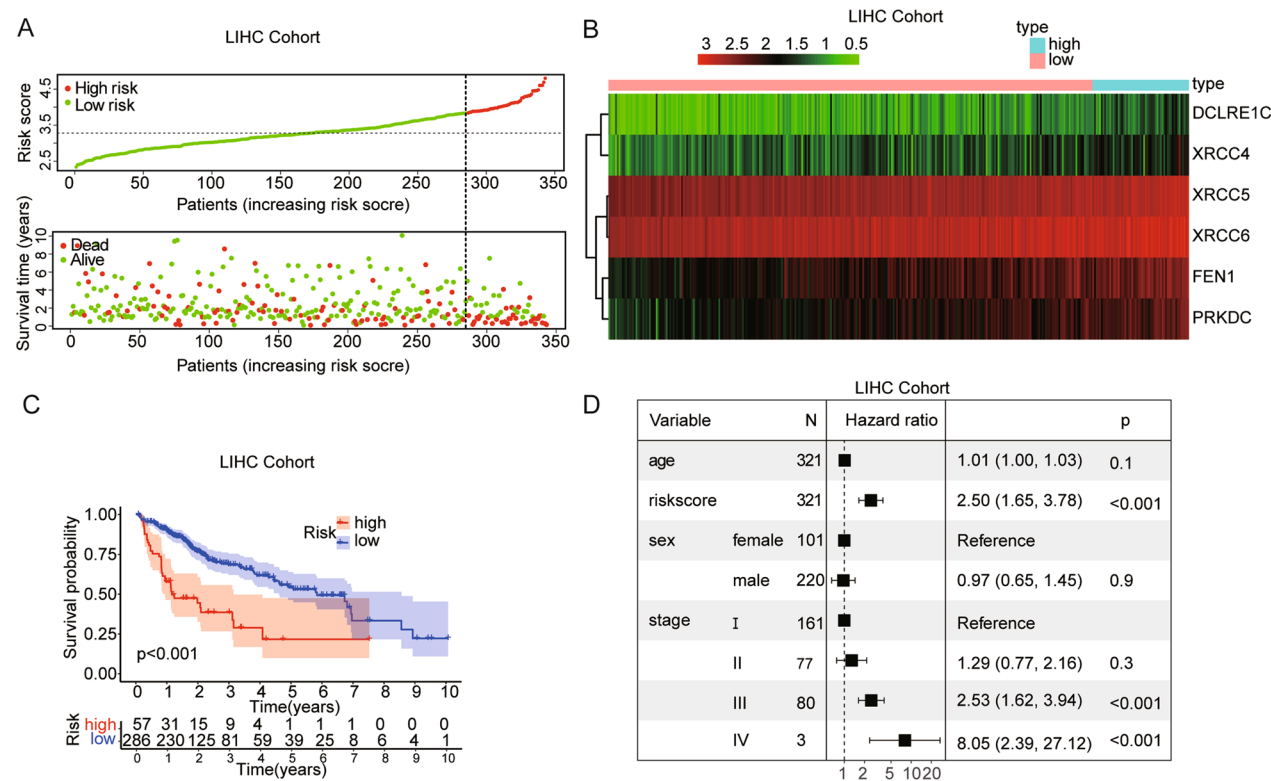 A
LIHC Cohort
High risk
Low risk
Risk score
4.5
3.5
2.5
0 50 100 150 200 250 300 350
Patients (increasing risk socre)
Dead
Alive
Survival time (years)
10
8
6
4
2
0
0 50 100 150 200 250 300 350
Patients (increasing risk socre)
B
LIHC Cohort
3 2.5 2 1.5 1 0.5
type
high
low
type
DCLRE1C
XRCC4
XRCC5
XRCC6
FEN1
PRKDC
C
LIHC Cohort
Risk
high
low
Survival probability
1.00
0.75
0.50
0.25
0.00
p<0.001
0 1 2 3 4 5 6 7 8 9 10
Time(years)
Risk
high 57 31 15 9 4 1 1 1 0 0 0
low 286 230 125 81 59 39 25 8 6 4 1
0 1 2 3 4 5 6 7 8 9 10
Time(years)
D
LIHC Cohort
Variable N Hazard ratio p
age 321 1.01 (1.00, 1.03) 0.1
riskscore 321 2.50 (1.65, 3.78) <0.001
sex female 101 Reference
male 220 0.97 (0.65, 1.45) 0.9
stage I 161 Reference
II 77 1.29 (0.77, 2.16) 0.3
III 80 2.53 (1.62, 3.94) <0.001
IV 3 8.05 (2.39, 27.12) <0.001
1 2 5 10 20